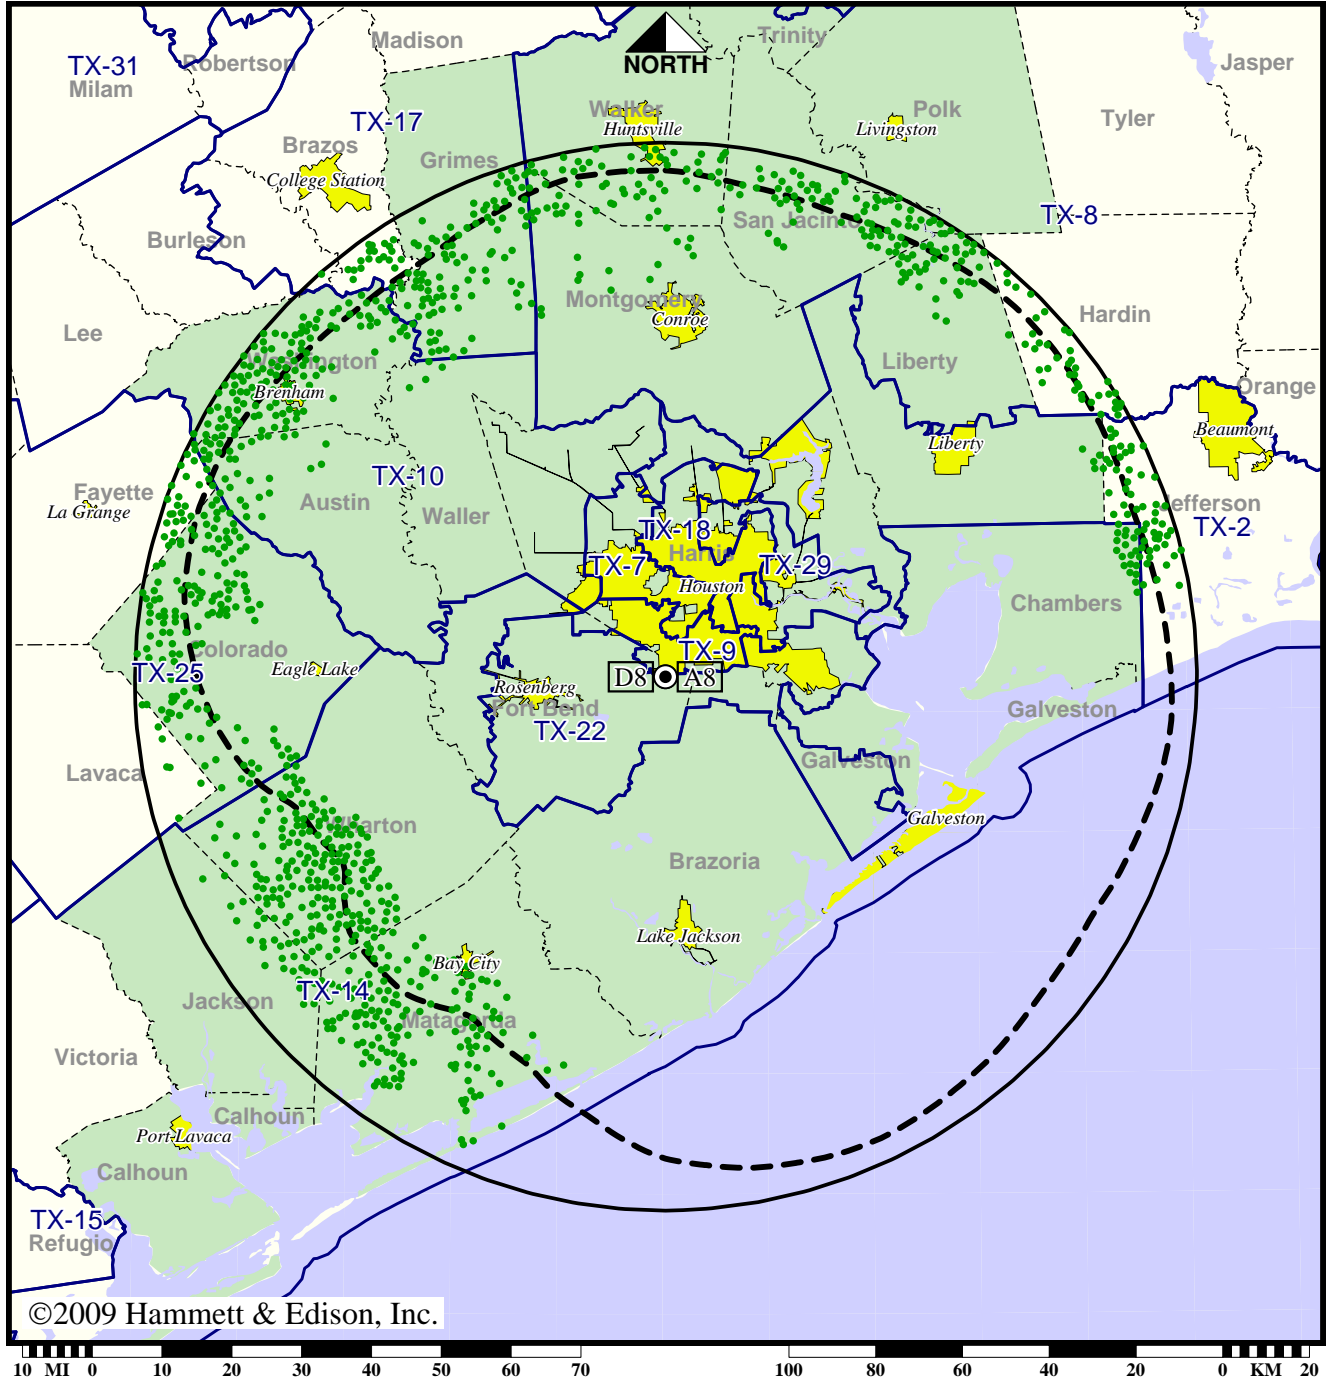 Madison
Trinity
TX-31
Milam
Robertson
NORTH
Jasper
TX-17
Walker
Huntsville
Polk
Livingston
Tyler
Brazos
College Station
Grimes
San Jacinto
TX-8
Burleson
Montgomery
Conroe
Hardin
Lee
Washington
Brenham
Liberty
Orange
Beaumont
Liberty
Fayette
La Grange
TX-10
Austin
Waller
Jefferson
TX-2
TX-18
Harris
TX-7
TX-29
Houston
Chambers
Colorado
TX-25
Eagle Lake
TX-9
D8
A8
Rosenberg
Fort Bend
TX-22
Galveston
Galveston
Lavaca
Wharton
Galveston
Brazoria
Lake Jackson
Bay City
Jackson
TX-14
Matagorda
Victoria
Calhoun
Port Lavaca
Calhoun
TX-15
Refugio
©2009 Hammett & Edison, Inc.
10 MI 0 10 20 30 40 50 60 70 100 80 60 40 20 0 KM 20